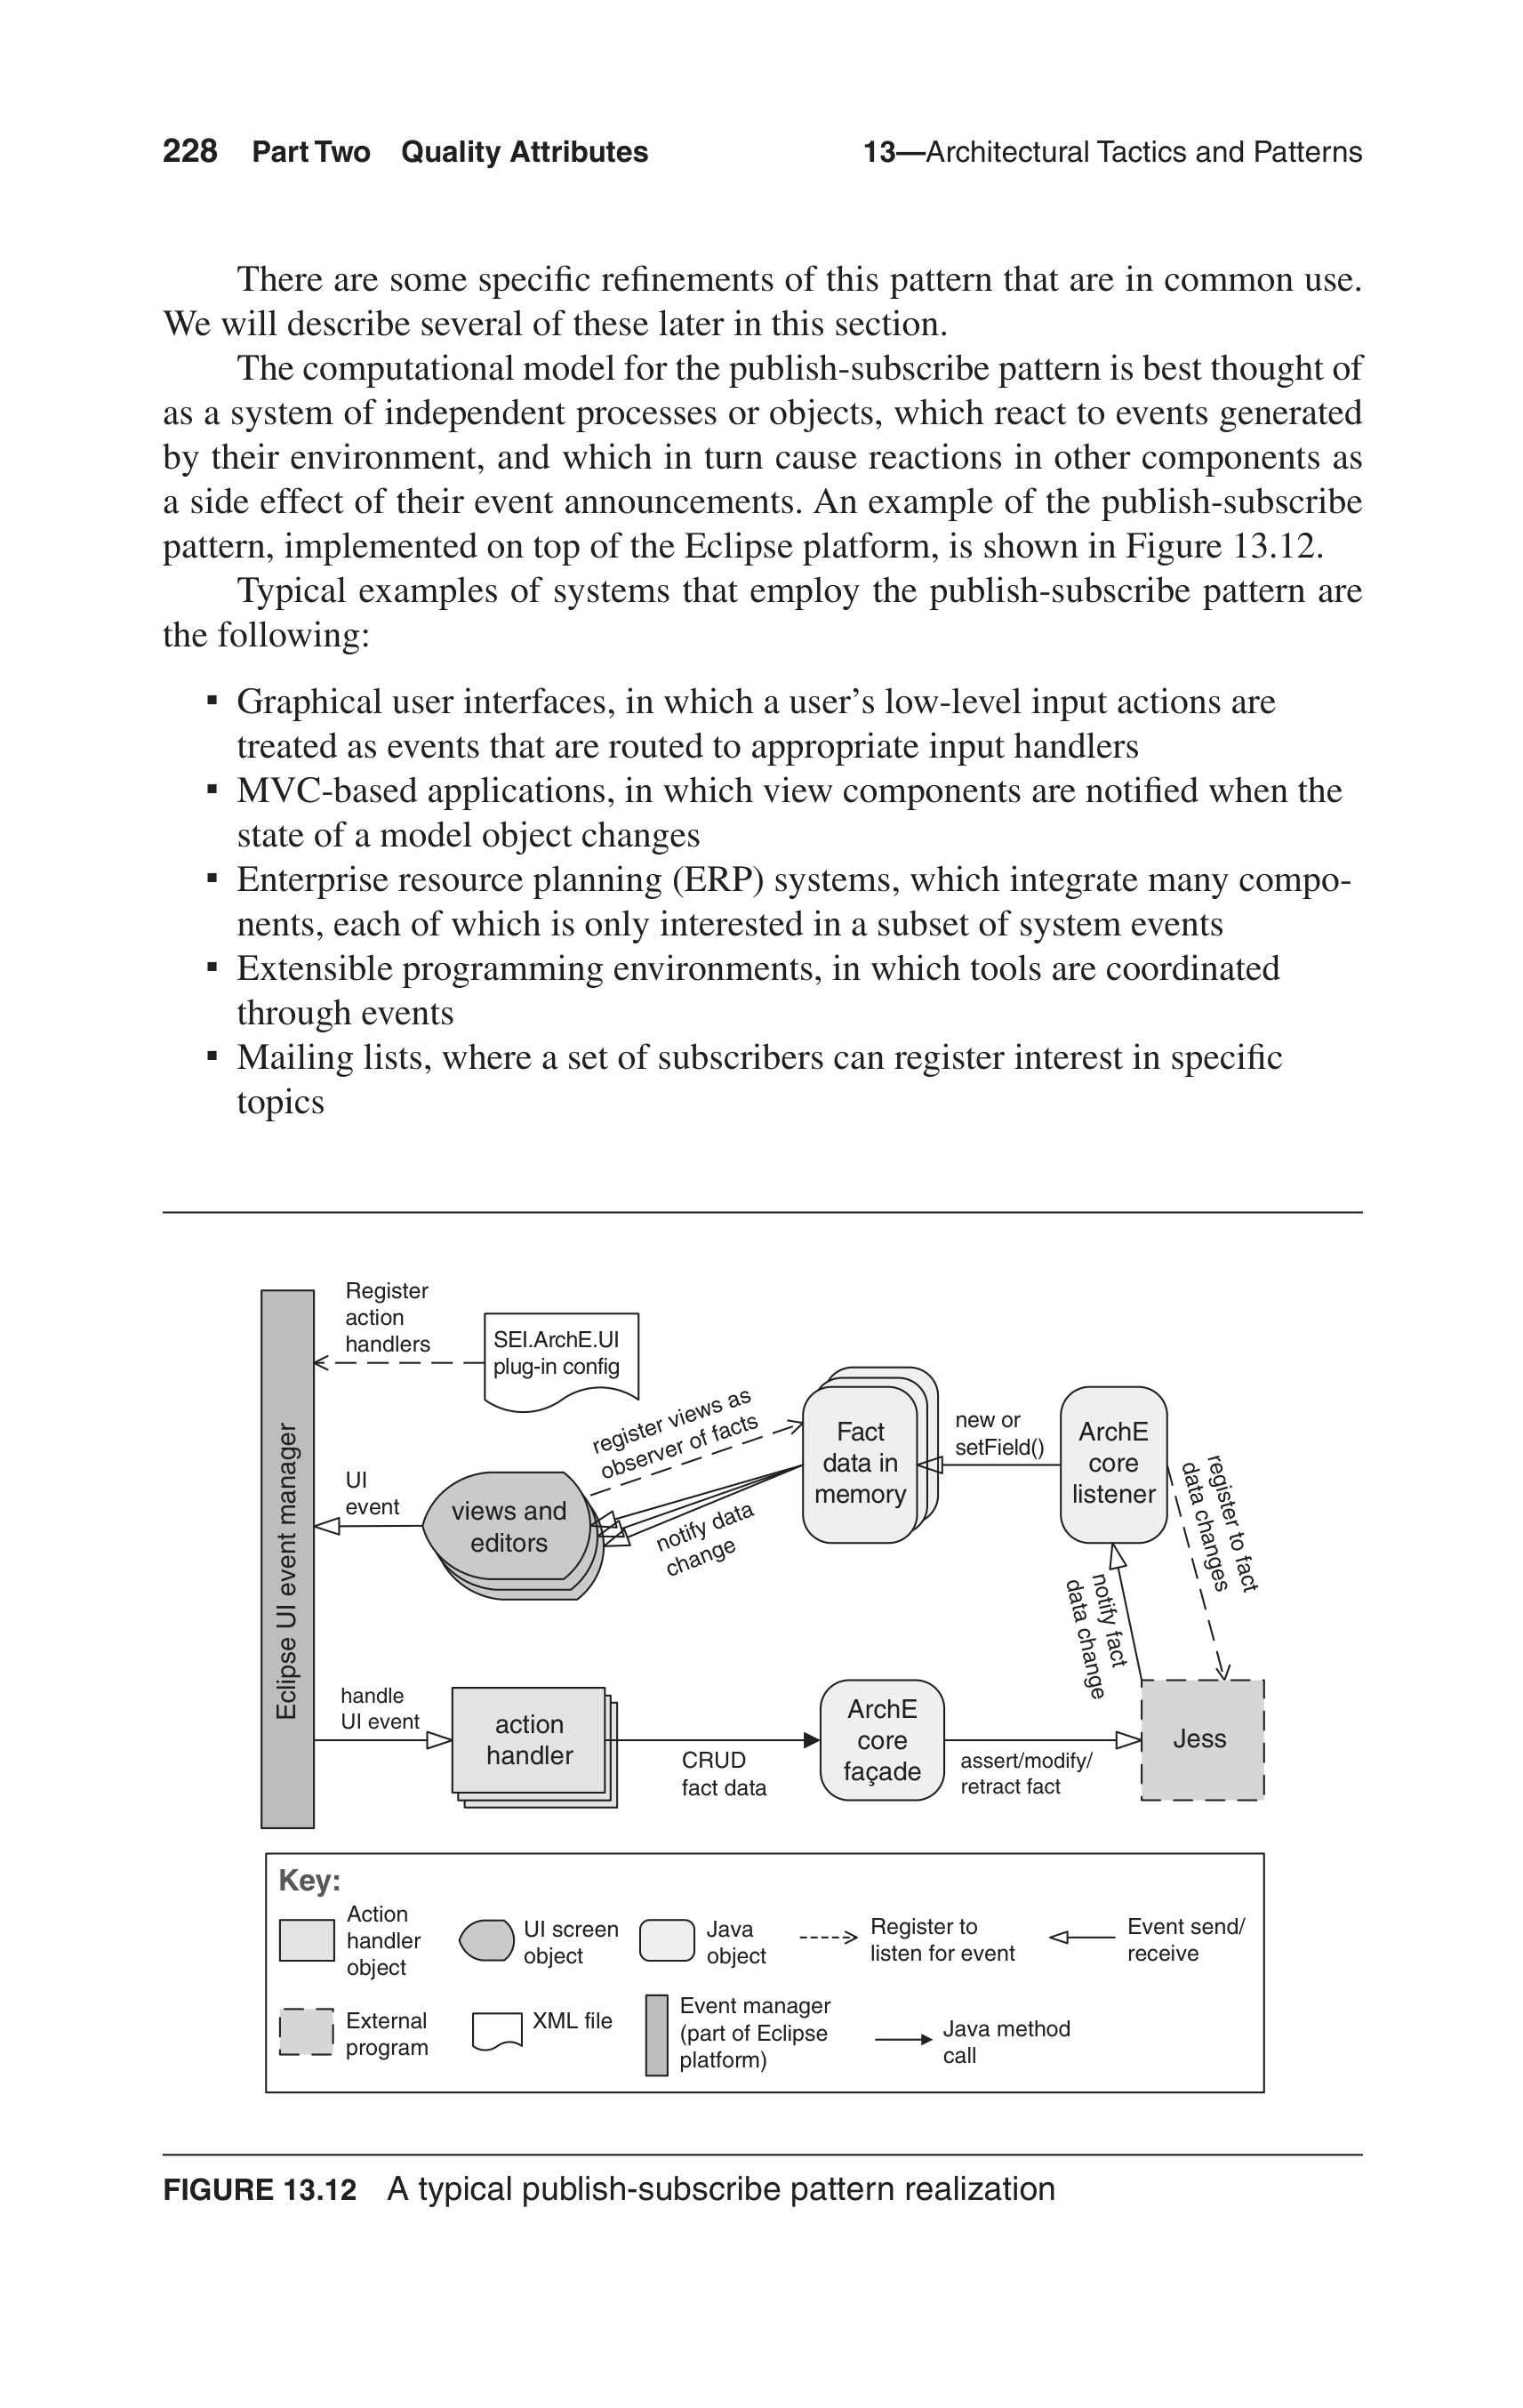 228 Part Two Quality Attributes 13—Architectural Tactics and Patterns
There are some specific refinements of this pattern that are in common use.
We will describe several of these later in this section.
The computational model for the publish-subscribe pattern is best thought of
as a system of independent processes or objects, which react to events generated
by their environment, and which in turn cause reactions in other components as
a side effect of their event announcements. An example of the publish-subscribe
pattern, implemented on top of the Eclipse platform, is shown in Figure 13.12.
Typical examples of systems that employ the publish-subscribe pattern are
the following:
▪ Graphical user interfaces, in which a user’s low-level input actions are
treated as events that are routed to appropriate input handlers
▪ MVC-based applications, in which view components are notified when the
state of a model object changes
▪ Enterprise resource planning (ERP) systems, which integrate many compo-
nents, each of which is only interested in a subset of system events
▪ Extensible programming environments, in which tools are coordinated
through events
▪ Mailing lists, where a set of subscribers can register interest in specific
topics
Eclipse UI event manager
Register
action
handlers
SEI.ArchE.UI
plug-in config
register views as
observer of facts
Fact
data in
memory
new or
setField()
ArchE
core
listener
register to fact
data changes
UI
event
views and
editors
notify data
change
notify fact
data change
handle
UI event
action
handler
CRUD
fact data
ArchE
core
façade
assert/modify/
retract fact
Jess
Key:
Action
handler
object
UI screen
object
Java
object
Register to
listen for event
Event send/
receive
External
program
XML file
Event manager
(part of Eclipse
platform)
Java method
call
FIGURE 13.12 A typical publish-subscribe pattern realization